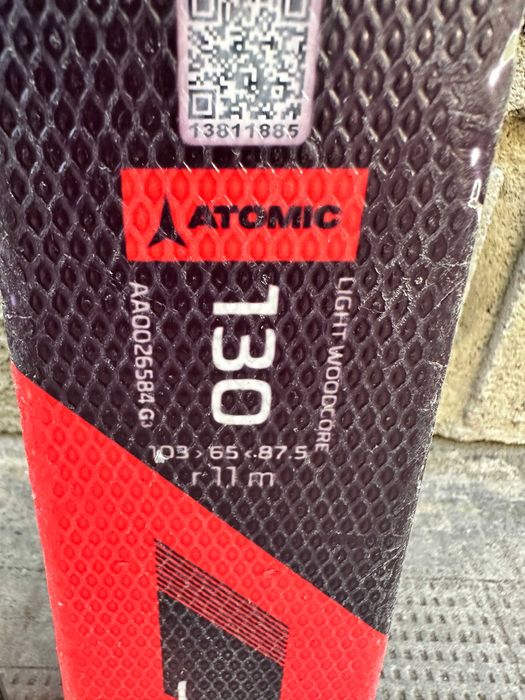 13811885
ATOMIC
130
LIGHT WOODCORE
AA0026584 G3
103 > 65 < 87.5
r 11 m